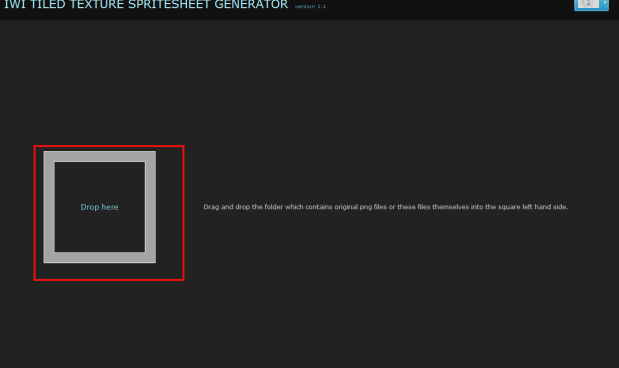 IWI TILED TEXTURE SPRITESHEET GENERATOR version 1.1
Drop here
Drag and drop the folder which contains original png files or these files themselves into the square left hand side.